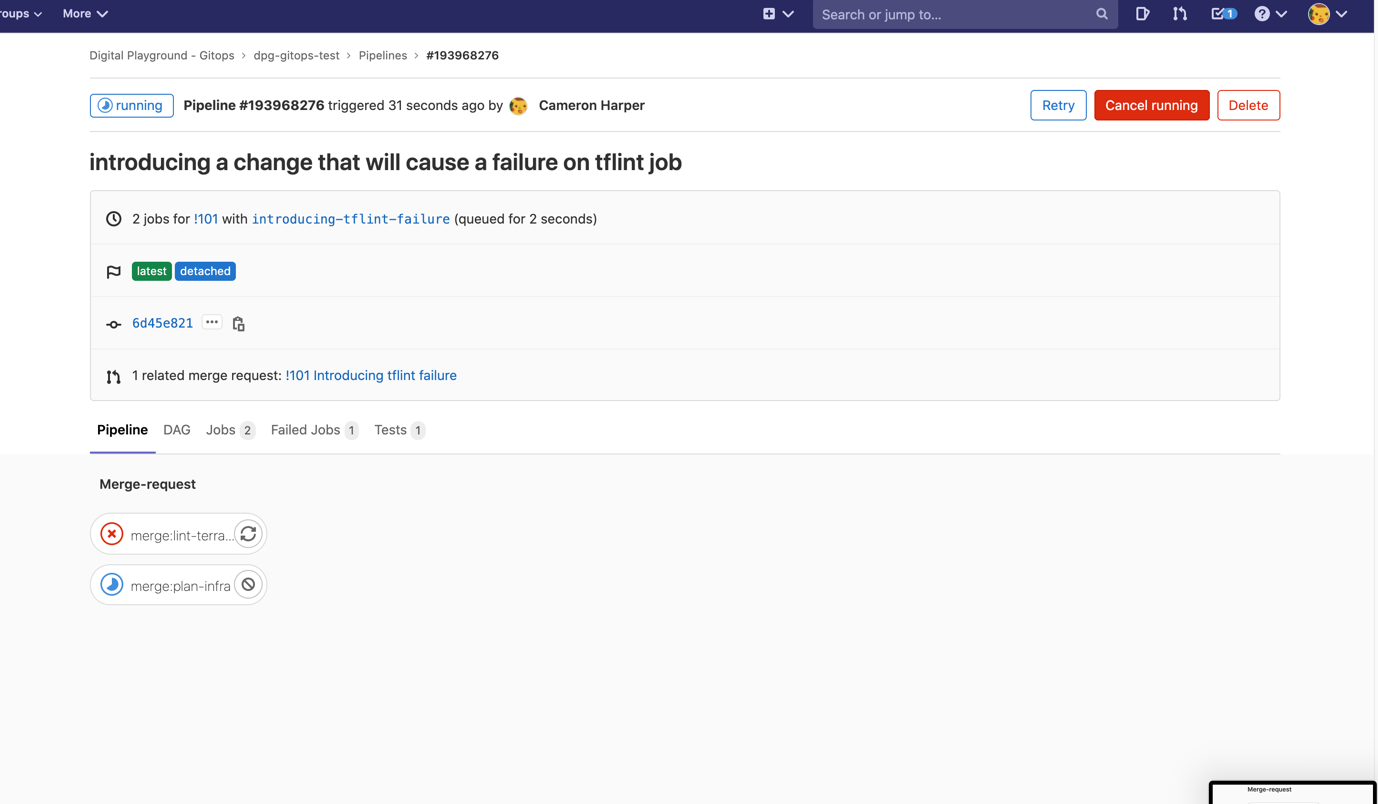 roups More Search or jump to... 1
Digital Playground - Gitops › dpg-gitops-test › Pipelines › #193968276
running Pipeline #193968276 triggered 31 seconds ago by Cameron Harper Retry Cancel running Delete
introducing a change that will cause a failure on tflint job
2 jobs for !101 with introducing-tflint-failure (queued for 2 seconds)
latest detached
6d45e821 ...
1 related merge request: !101 Introducing tflint failure
Pipeline DAG Jobs 2 Failed Jobs 1 Tests 1
Merge-request
merge:lint-terra...
merge:plan-infra
Merge-request